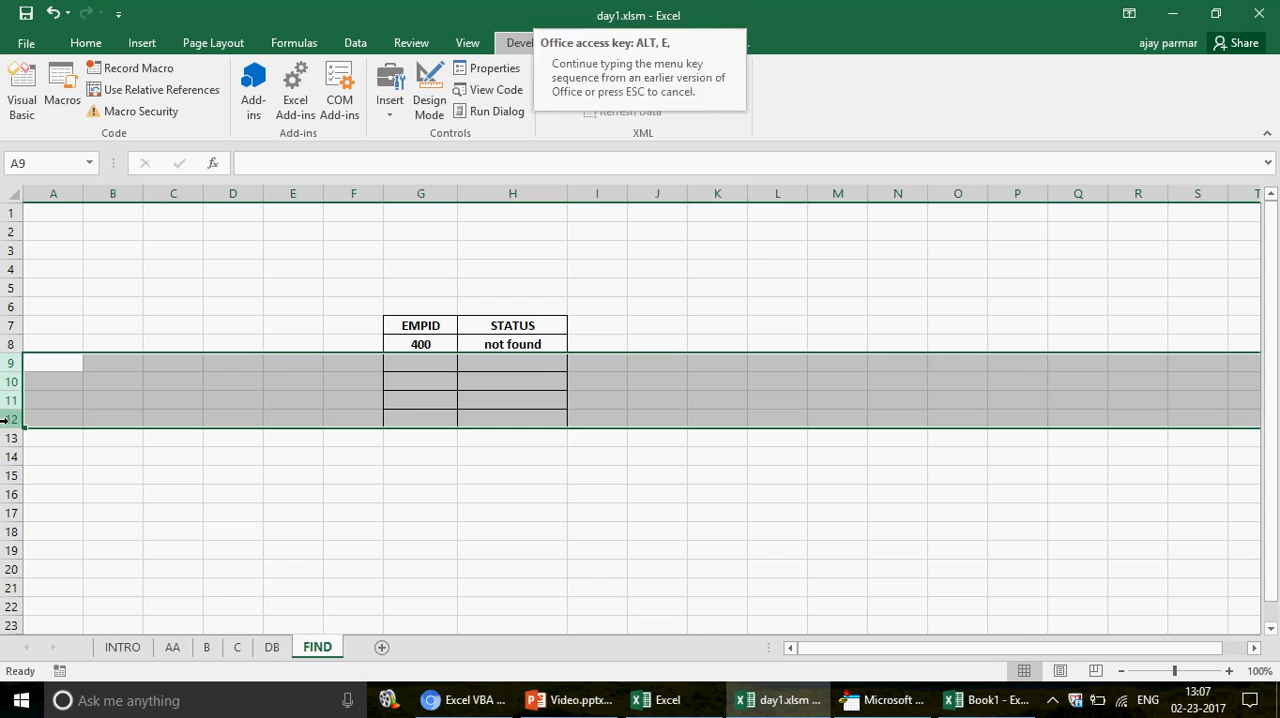 day1.xlsm - Excel
File Home Insert Page Layout Formulas Data Review View Devel
ajay parmar Share
Office access key: ALT, E,
Continue typing the menu key
sequence from an earlier version of
Office or press ESC to cancel.
Visual Basic
Macros
Record Macro
Use Relative References
Macro Security
Code
Add-ins
Excel Add-ins
COM Add-ins
Add-ins
Insert
Design Mode
Properties
View Code
Run Dialog
Controls
Refresh Data
XML
A9
fx
A B C D E F G H I J K L M N O P Q R S T
1
2
3
4
5
6
7 EMPID STATUS
8 400 not found
9
10
11
12
13
14
15
16
17
18
19
20
21
22
23
INTRO AA B C DB FIND
Ready
100%
Ask me anything
Excel VBA ...
Video.pptx...
Excel
day1.xlsm ...
Microsoft ...
Book1 - Ex...
ENG
13:07
02-23-2017